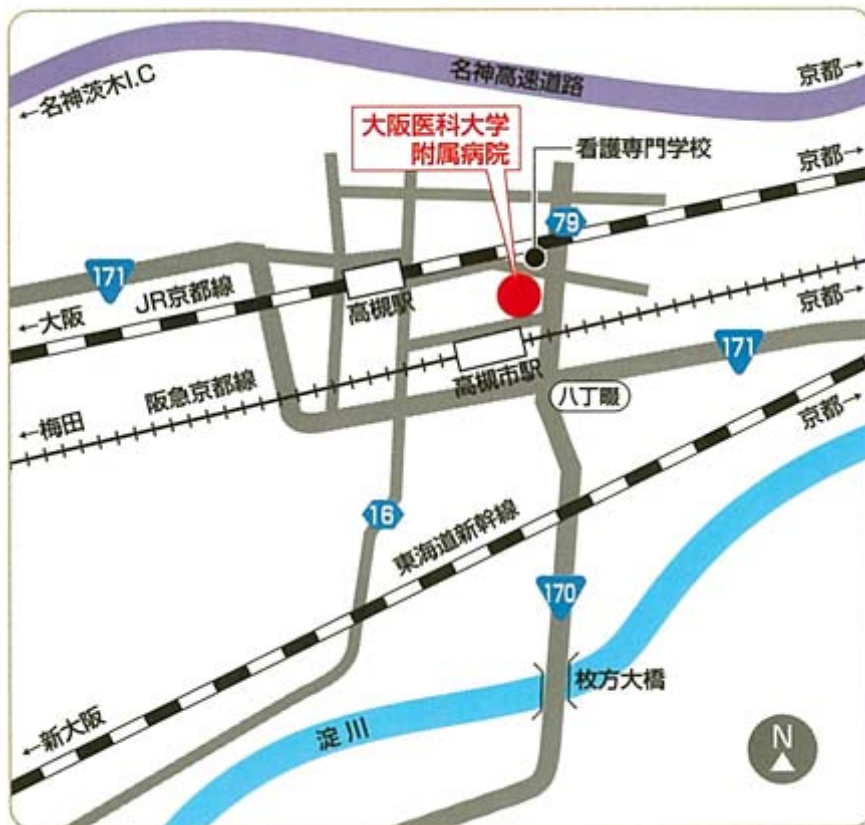 名神高速道路
京都→
←名神茨木I.C
大阪医科大学
附属病院
看護専門学校
京都→
79
171
JR京都線
高槻駅
←大阪
京都→
171
高槻市駅
阪急京都線
八丁畷
←梅田
京都→
16
東海道新幹線
170
枚方大橋
←新大阪
淀川
N